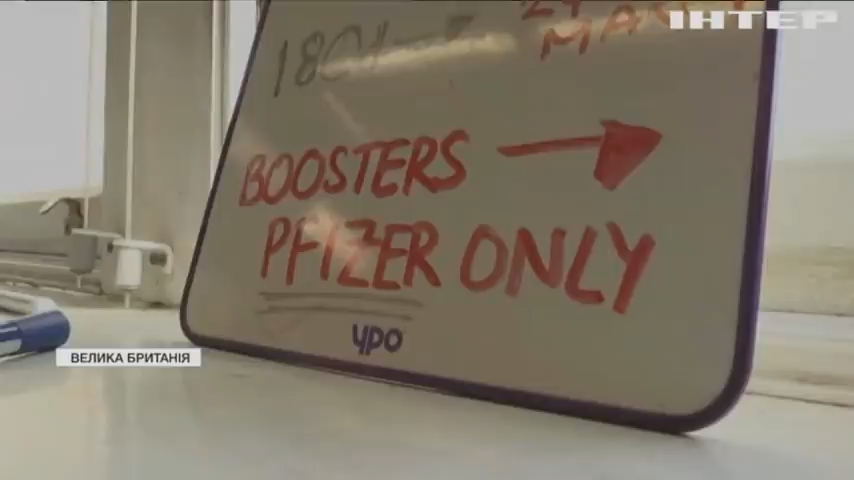 ІНТЕР
BOOSTERS →
PFIZER ONLY
YPO
ВЕЛИКА БРИТАНІЯ